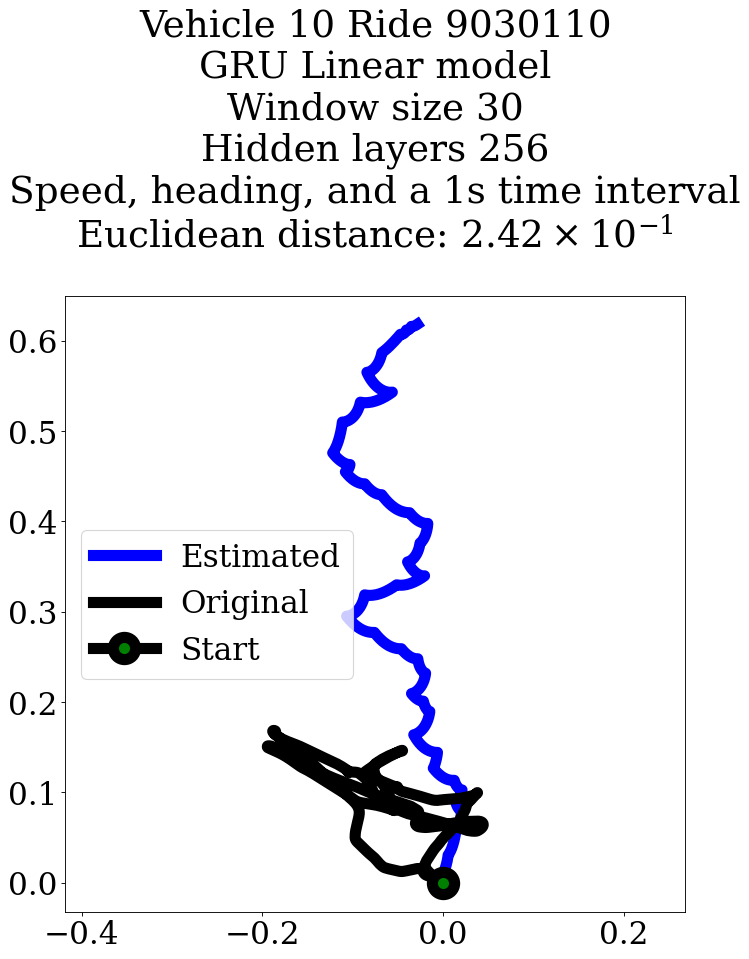 Vehicle 10 Ride 9030110
GRU Linear model
Window size 30
Hidden layers 256
Speed, heading, and a 1s time interval
Euclidean distance: 2.42 × 10⁻¹
0.6
0.5
0.4
0.3
0.2
0.1
0.0
Estimated
Original
Start
−0.4 −0.2 0.0 0.2